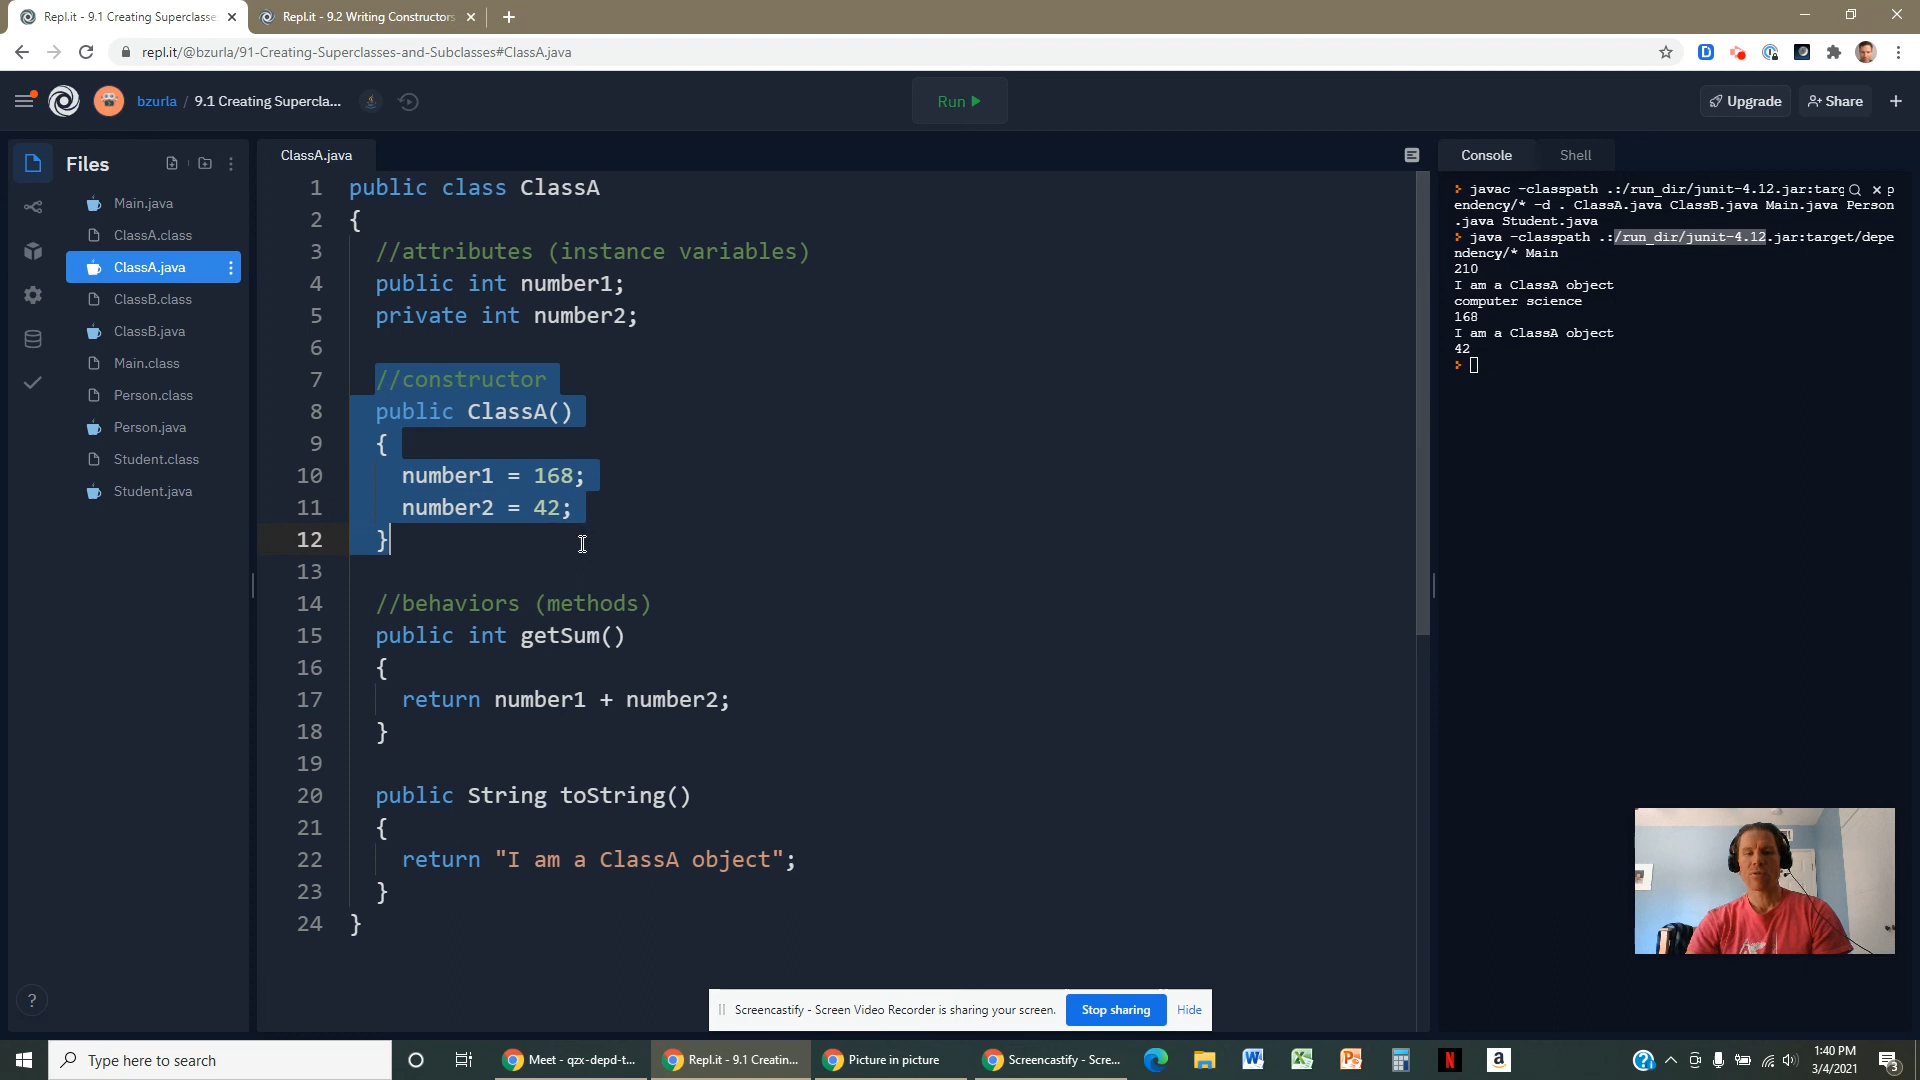 Repl.it - 9.1 Creating Superclasse
Repl.it - 9.2 Writing Constructors
repl.it/@bzurla/91-Creating-Superclasses-and-Subclasses#ClassA.java
bzurla / 9.1 Creating Supercla...
Run
Upgrade
Share
Files
Main.java
ClassA.class
ClassA.java
ClassB.class
ClassB.java
Main.class
Person.class
Person.java
Student.class
Student.java
ClassA.java
1 public class ClassA
2 {
3 //attributes (instance variables)
4 public int number1;
5 private int number2;
6
7 //constructor
8 public ClassA()
9 {
10 number1 = 168;
11 number2 = 42;
12 }
13
14 //behaviors (methods)
15 public int getSum()
16 {
17 return number1 + number2;
18 }
19
20 public String toString()
21 {
22 return "I am a ClassA object";
23 }
24 }
Console
Shell
javac -classpath .:/run_dir/junit-4.12.jar:targ p
endency/* -d . ClassA.java ClassB.java Main.java Person
.java Student.java
java -classpath .:/run_dir/junit-4.12.jar:target/depe
ndency/* Main
210
I am a ClassA object
computer science
168
I am a ClassA object
42
Screencastify - Screen Video Recorder is sharing your screen.
Stop sharing
Hide
Type here to search
Meet - qzx-depd-t...
Repl.it - 9.1 Creatin...
Picture in picture
Screencastify - Scre...
1:40 PM
3/4/2021
3